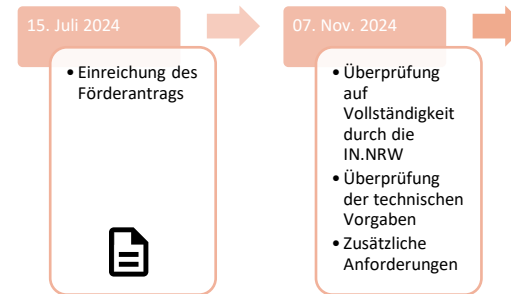 15. Juli 2024
• Einreichung des
Förderantrags
07. Nov. 2024
• Überprüfung
auf
Vollständigkeit
durch die
IN.NRW
• Überprüfung
der technischen
Vorgaben
• Zusätzliche
Anforderungen